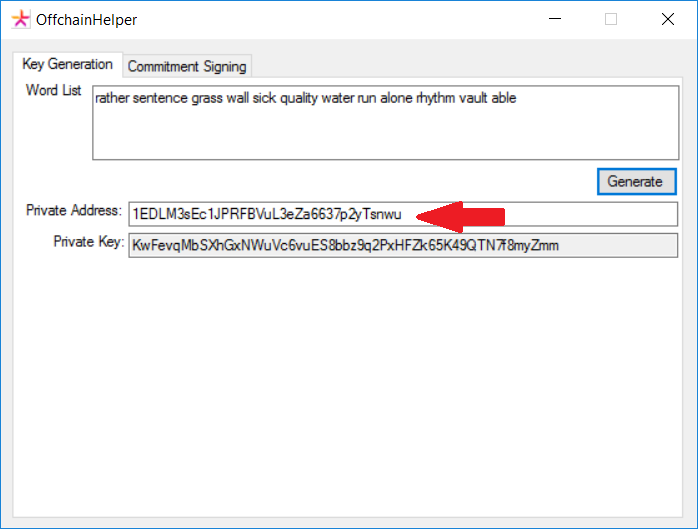 OffchainHelper
Key Generation
Commitment Signing
Word List
rather sentence grass wall sick quality water run alone rhythm vault able
Generate
Private Address:
1EDLM3sEc1JPRFBVuL3eZa6637p2yTsnwu
Private Key:
KwFevqMbSXhGxNWuVc6vuES8bbz9q2PxHFZk65K49QTN7f8myZmm